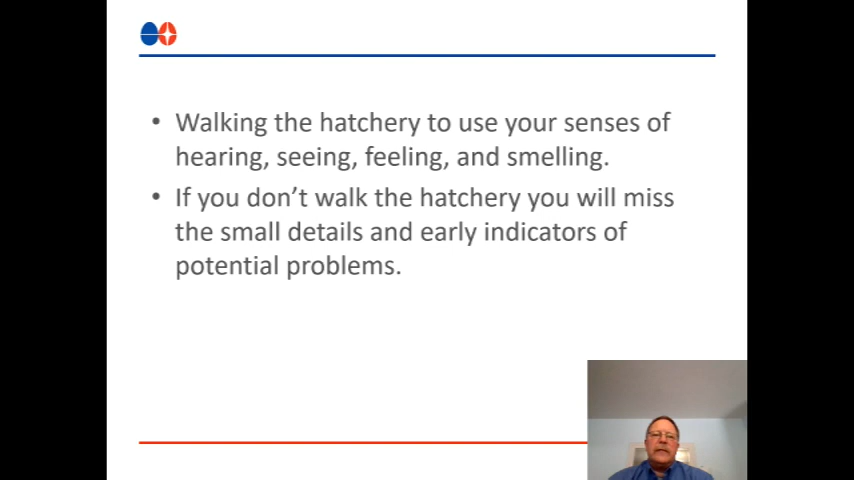 • Walking the hatchery to use your senses of
hearing, seeing, feeling, and smelling.
• If you don’t walk the hatchery you will miss
the small details and early indicators of
potential problems.